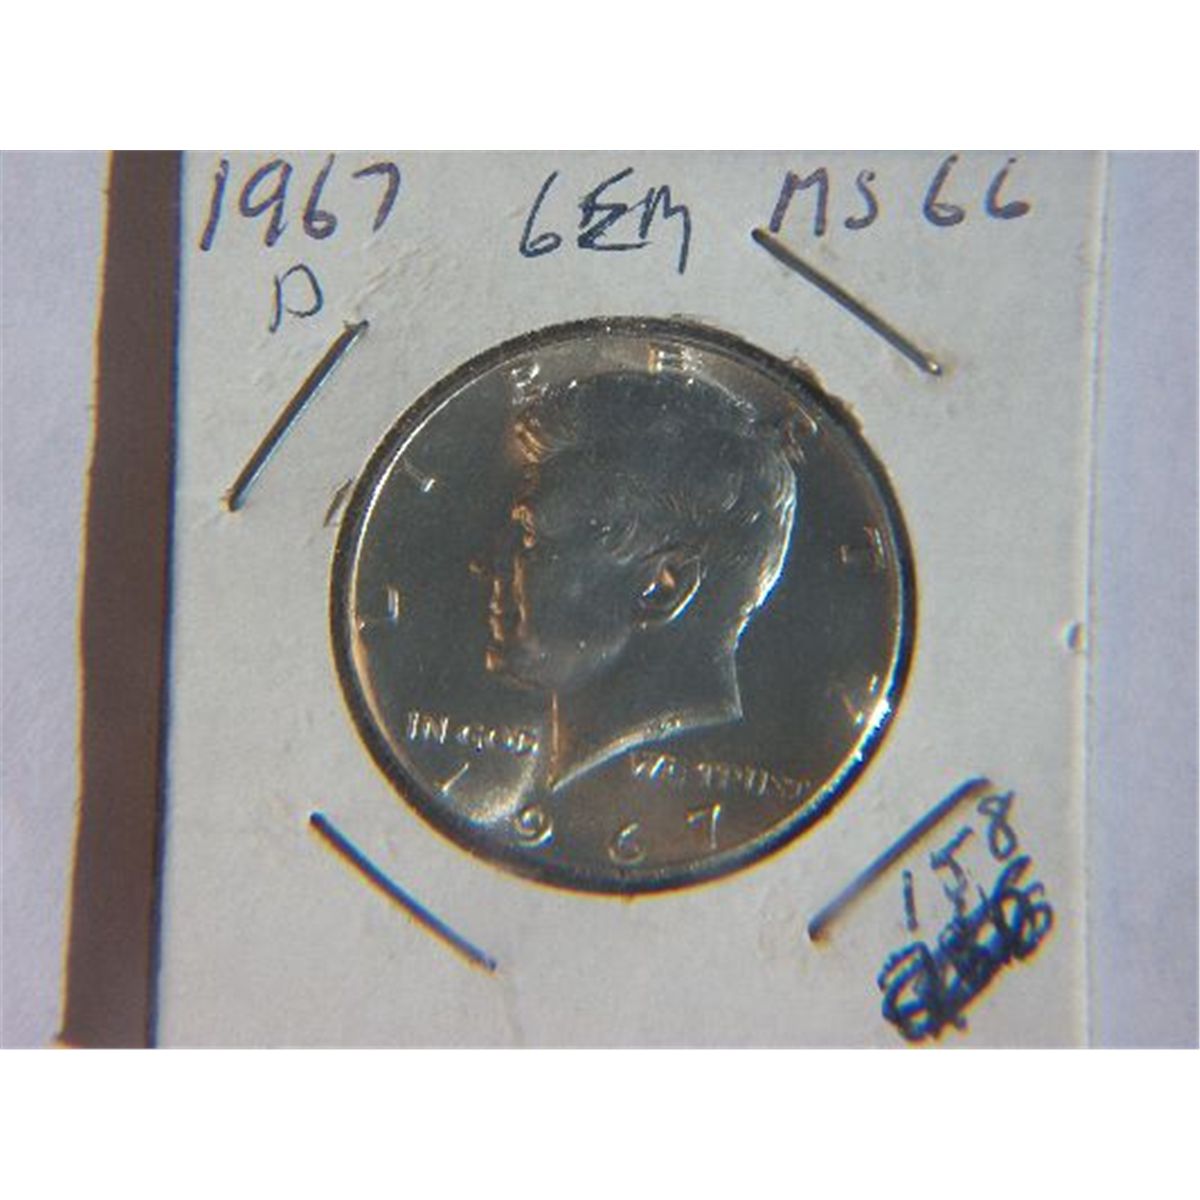 1967 GEM MS 66
D
LIBERTY
IN GOD WE TRUST
1967
158